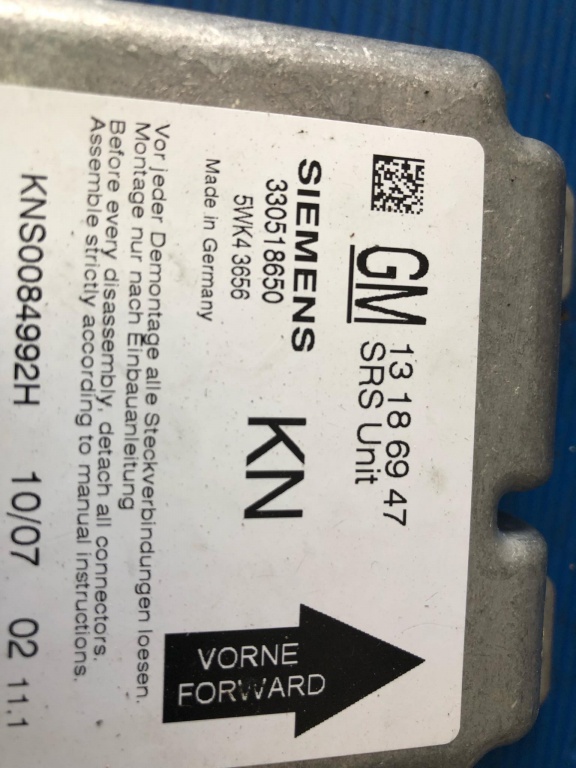 GM 13 18 69 47
SRS Unit
SIEMENS
330518650
5WK4 3656
Made in Germany
KN
VORNE
FORWARD
Vor jeder Demontage alle Steckverbindungen loesen.
Montage nur nach Einbauanleitung
Before every disassembly, detach all connectors.
Assemble strictly according to manual instructions.
KNS0084992H 10/07 02 11.1